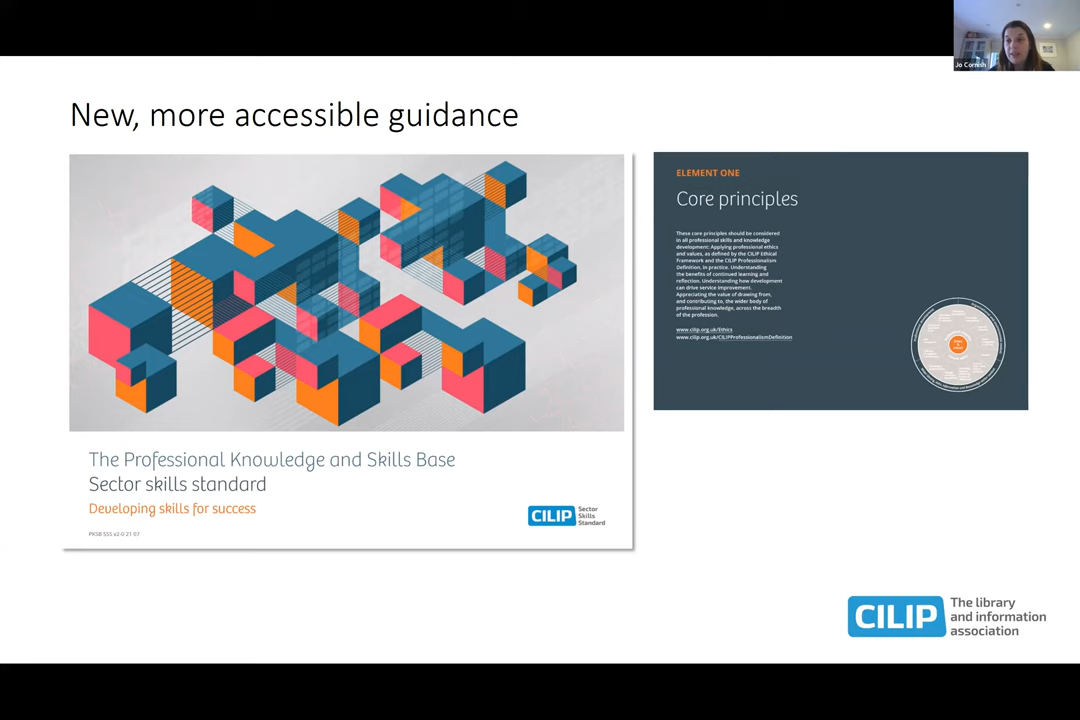 Jo Cornish
New, more accessible guidance
The Professional Knowledge and Skills Base
Sector skills standard
Developing skills for success
PKSB SSS v2-0 21 07
CILIP
Sector
Skills
Standard
ELEMENT ONE
Core principles
These core principles should be considered
in all professional skills and knowledge
development: Applying professional ethics
and values, as defined by the CILIP Ethical
Framework and the CILIP Professionalism
Definition, in practice. Understanding
the benefits of continued learning and
reflection. Understanding how development
can drive service improvement.
Appreciating the value of drawing from,
and contributing to, the wider body of
professional knowledge, across the breadth
of the profession.
www.cilip.org.uk/Ethics
www.cilip.org.uk/CILIPProfessionalismDefinition
CILIP
The library
and information
association